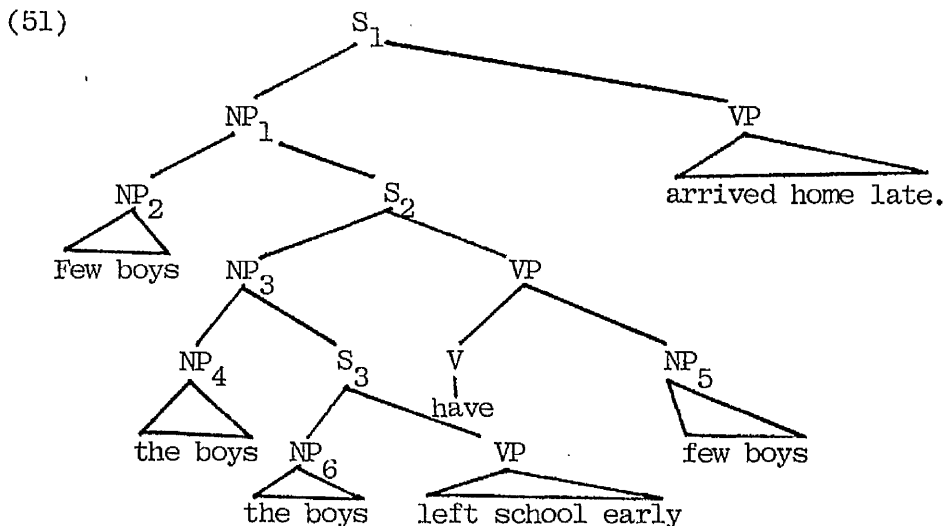 (51)
S1
NP1 VP
arrived home late.
NP2 S2
Few boys
NP3 VP
NP4 S3 V NP5
have
the boys few boys
NP6 VP
the boys left school early